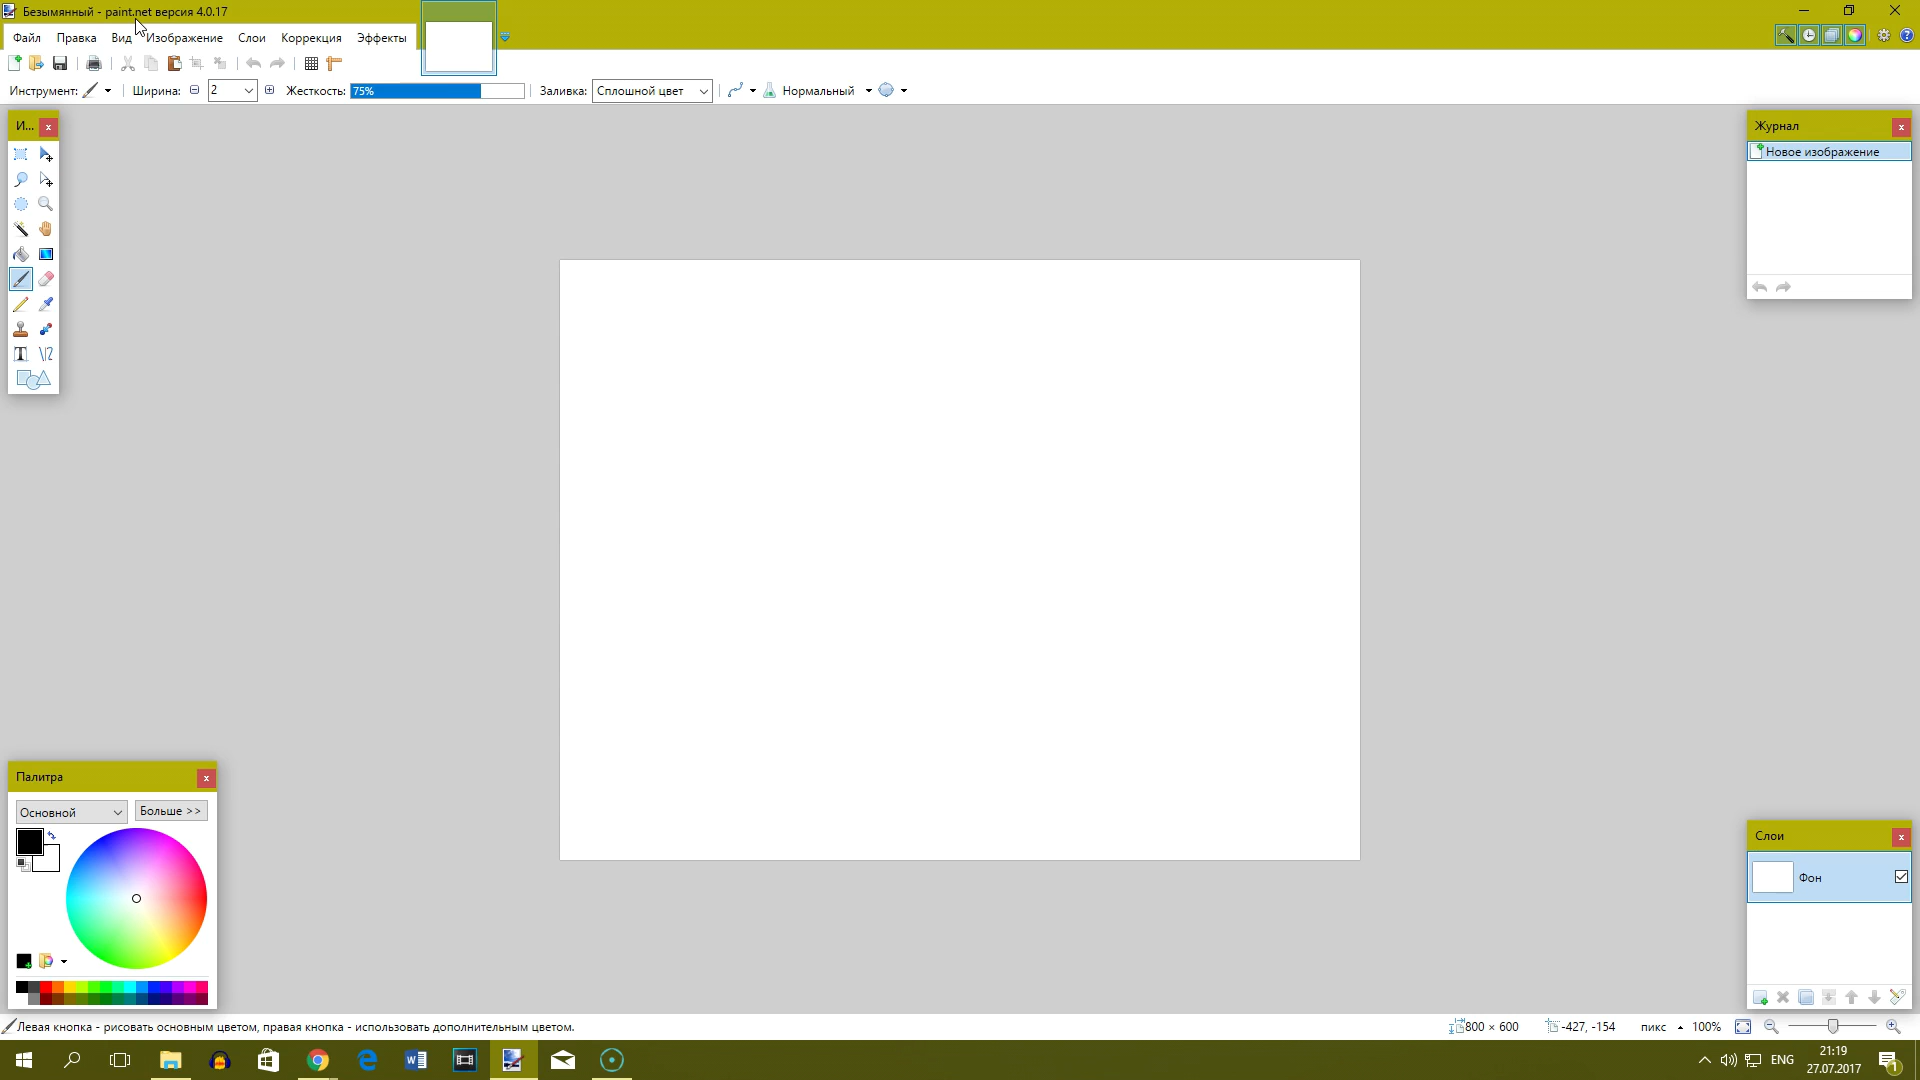 Безымянный - paint.net версия 4.0.17
Файл Правка Вид Изображение Слои Коррекция Эффекты
Инструмент: Ширина: 2 Жесткость: 75% Заливка: Сплошной цвет Нормальный
И...
Журнал
Новое изображение
Палитра
Основной Больше >>
Слои
Фон
Левая кнопка - рисовать основным цветом, правая кнопка - использовать дополнительным цветом.
800 × 600 -427, -154 пикс 100%
ENG 21:19
27.07.2017
1